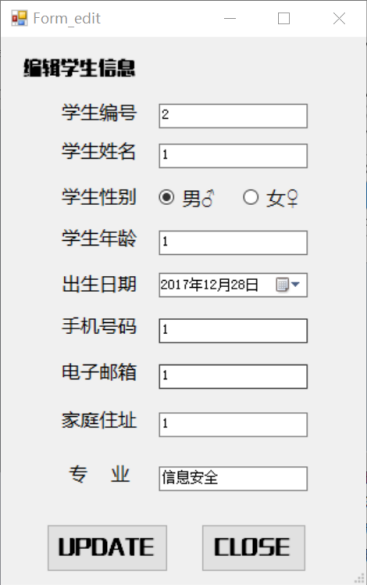 Form_edit
编辑学生信息
学生编号 2
学生姓名 1
学生性别 男♂ 女♀
学生年龄 1
出生日期 2017年12月28日
手机号码 1
电子邮箱 1
家庭住址 1
专 业 信息安全
UPDATE CLOSE